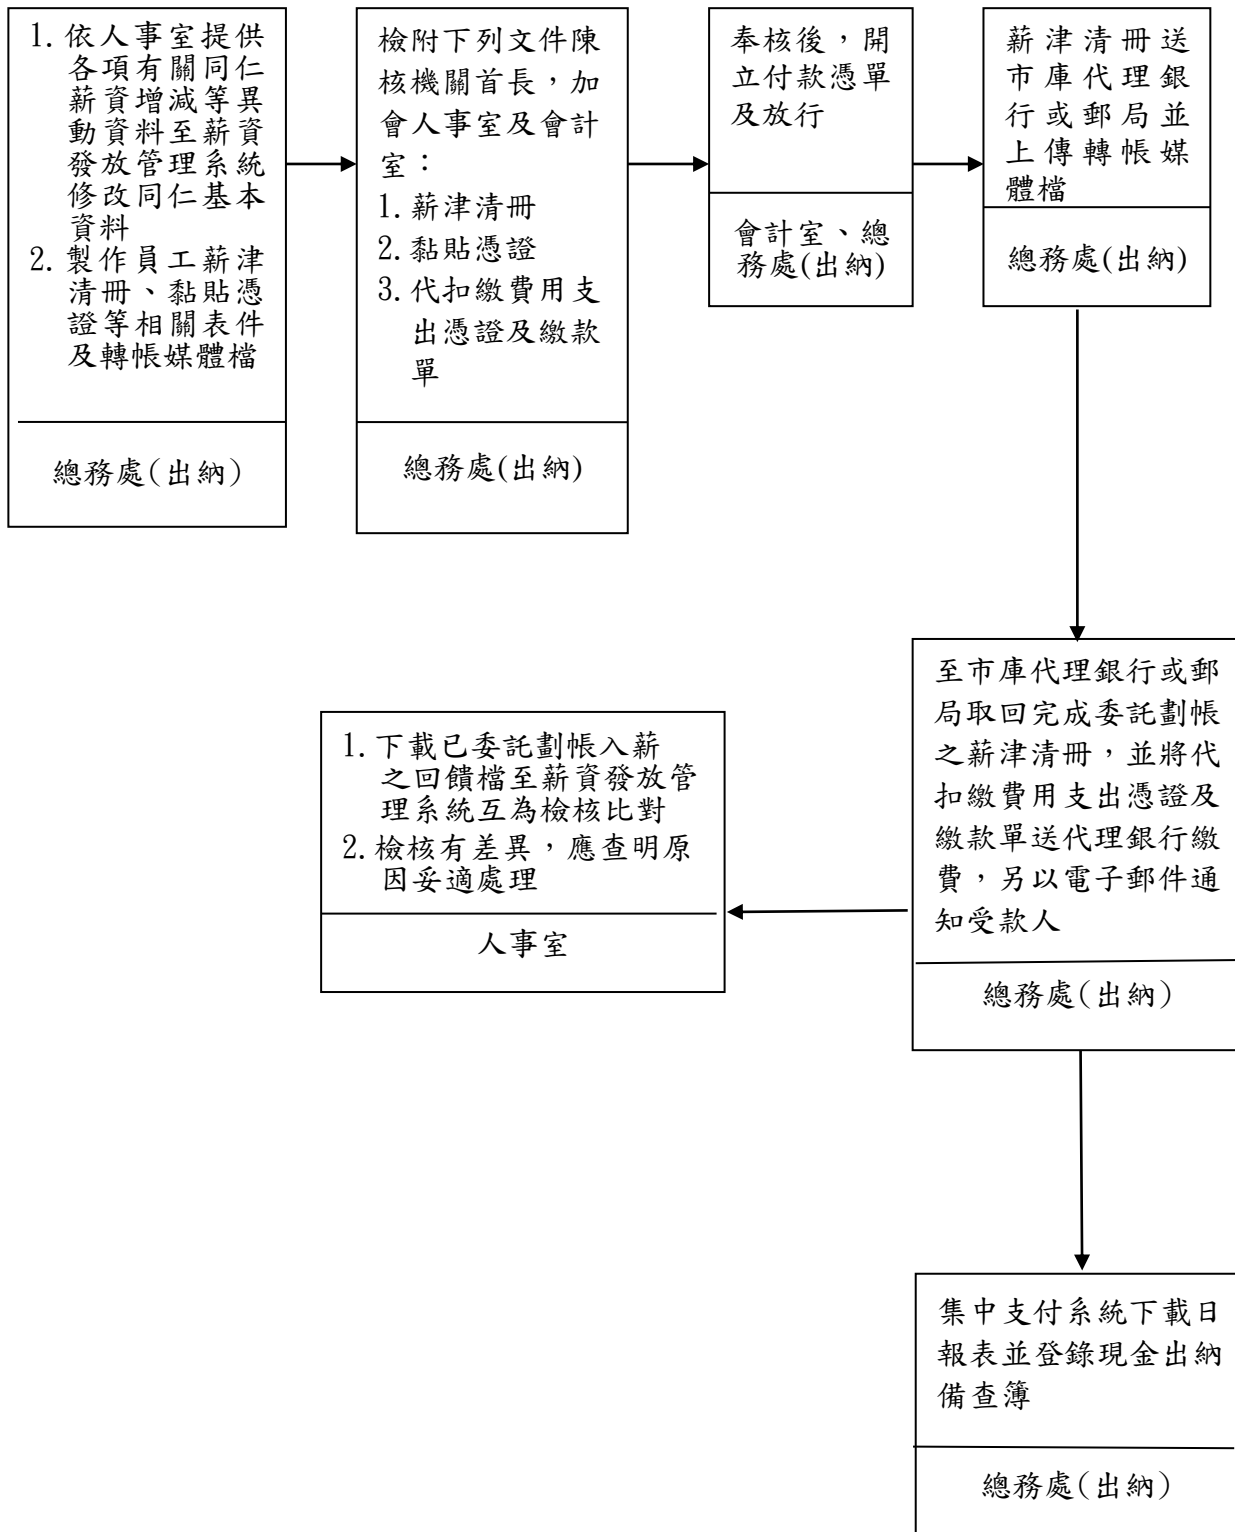 1. 依人事室提供
各項有關同仁
薪資增減等異
動資料至薪資
發放管理系統
修改同仁基本
資料
2. 製作員工薪津
清冊、黏貼憑
證等相關表件
及轉帳媒體檔
總務處(出納)
檢附下列文件陳
核機關首長，加
會人事室及會計
室：
1. 薪津清冊
2. 黏貼憑證
3. 代扣繳費用支
出憑證及繳款
單
總務處(出納)
奉核後，開
立付款憑單
及放行
會計室、總
務處(出納)
薪津清冊送
市庫代理銀
行或郵局並
上傳轉帳媒
體檔
總務處(出納)
至市庫代理銀行或郵
局取回完成委託劃帳
之薪津清冊，並將代
扣繳費用支出憑證及
繳款單送代理銀行繳
費，另以電子郵件通
知受款人
總務處(出納)
1. 下載已委託劃帳入薪
之回饋檔至薪資發放管
理系統互為檢核比對
2. 檢核有差異，應查明原
因妥適處理
人事室
集中支付系統下載日
報表並登錄現金出納
備查簿
總務處(出納)